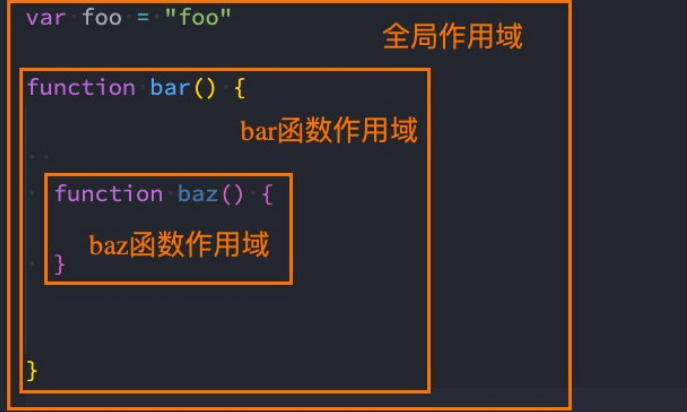 var foo = "foo"
全局作用域
function bar() {
bar函数作用域
function baz() {
baz函数作用域
}
}